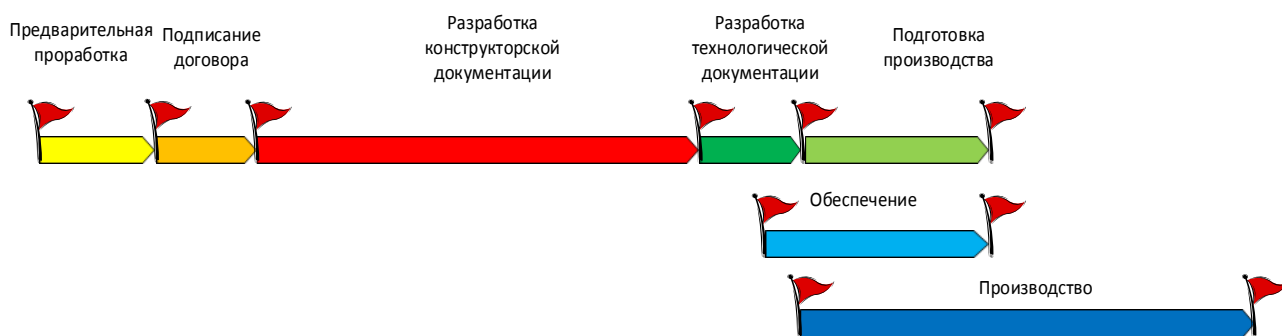 Предварительная
проработка
Подписание
договора
Разработка
конструкторской
документации
Разработка
технологической
документации
Подготовка
производства
Обеспечение
Производство